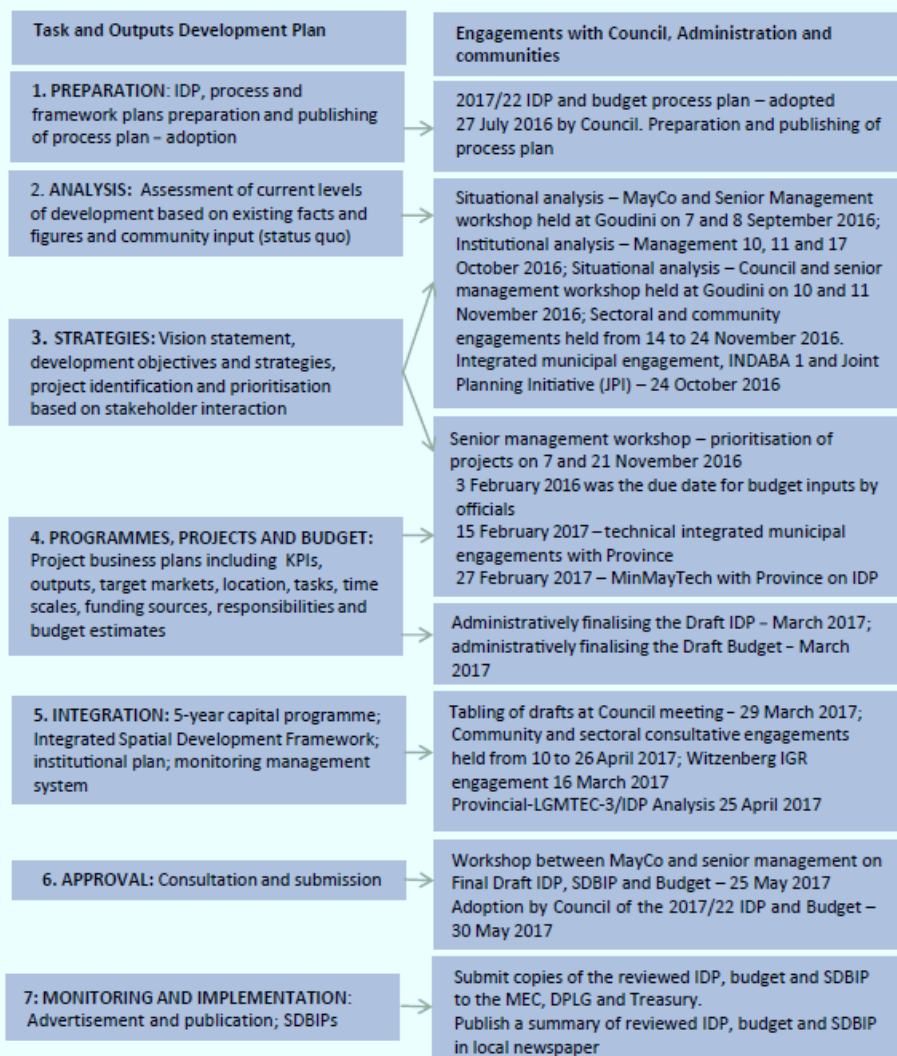 Task and Outputs Development Plan
Engagements with Council, Administration and
communities
1. PREPARATION: IDP, process and
framework plans preparation and publishing
of process plan – adoption
2017/22 IDP and budget process plan – adopted
27 July 2016 by Council. Preparation and publishing of
process plan
2. ANALYSIS: Assessment of current levels
of development based on existing facts and
figures and community input (status quo)
Situational analysis – MayCo and Senior Management
workshop held at Goudini on 7 and 8 September 2016;
Institutional analysis – Management 10, 11 and 17
October 2016; Situational analysis – Council and senior
management workshop held at Goudini on 10 and 11
November 2016; Sectoral and community
engagements held from 14 to 24 November 2016.
Integrated municipal engagement, INDABA 1 and Joint
Planning Initiative (JPI) – 24 October 2016
3. STRATEGIES: Vision statement,
development objectives and strategies,
project identification and prioritisation
based on stakeholder interaction
Senior management workshop – prioritisation of
projects on 7 and 21 November 2016
3 February 2016 was the due date for budget inputs by
officials
15 February 2017 – technical integrated municipal
engagements with Province
27 February 2017 – MinMayTech with Province on IDP
4. PROGRAMMES, PROJECTS AND BUDGET:
Project business plans including KPIs,
outputs, target markets, location, tasks, time
scales, funding sources, responsibilities and
budget estimates
Administratively finalising the Draft IDP – March 2017;
administratively finalising the Draft Budget – March
2017
5. INTEGRATION: 5-year capital programme;
Integrated Spatial Development Framework;
institutional plan; monitoring management
system
Tabling of drafts at Council meeting – 29 March 2017;
Community and sectoral consultative engagements
held from 10 to 26 April 2017; Witzenberg IGR
engagement 16 March 2017
Provincial-LGMTEC-3/IDP Analysis 25 April 2017
6. APPROVAL: Consultation and submission
Workshop between MayCo and senior management on
Final Draft IDP, SDBIP and Budget – 25 May 2017
Adoption by Council of the 2017/22 IDP and Budget –
30 May 2017
7: MONITORING AND IMPLEMENTATION:
Advertisement and publication; SDBIPs
Submit copies of the reviewed IDP, budget and SDBIP
to the MEC, DPLG and Treasury.
Publish a summary of reviewed IDP, budget and SDBIP
in local newspaper